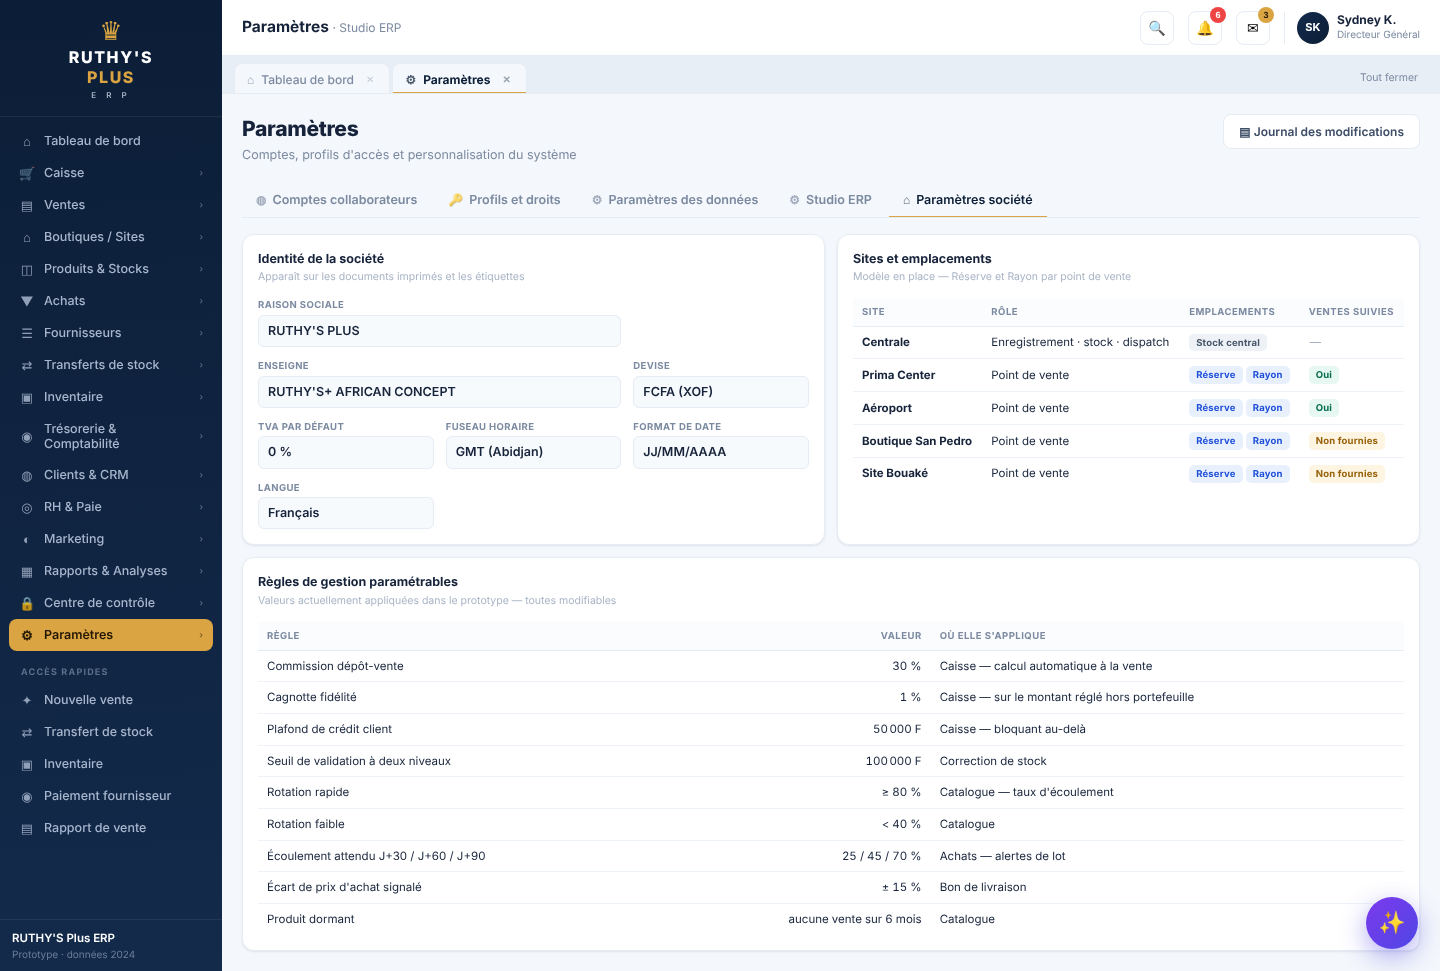 RUTHY'S
PLUS
ERP
Tableau de bord
Caisse
Ventes
Boutiques / Sites
Produits & Stocks
Achats
Fournisseurs
Transferts de stock
Inventaire
Trésorerie &
Comptabilité
Clients & CRM
RH & Paie
Marketing
Rapports & Analyses
Centre de contrôle
Paramètres
ACCÈS RAPIDES
Nouvelle vente
Transfert de stock
Inventaire
Paiement fournisseur
Rapport de vente
RUTHY'S Plus ERP
Prototype · données 2024
Paramètres · Studio ERP
6
3
SK
Sydney K.
Directeur Général
Tableau de bord ×
Paramètres ×
Tout fermer
Paramètres
Comptes, profils d'accès et personnalisation du système
Journal des modifications
Comptes collaborateurs
Profils et droits
Paramètres des données
Studio ERP
Paramètres société
Identité de la société
Apparaît sur les documents imprimés et les étiquettes
RAISON SOCIALE
RUTHY'S PLUS
ENSEIGNE DEVISE
RUTHY'S+ AFRICAN CONCEPT FCFA (XOF)
TVA PAR DÉFAUT FUSEAU HORAIRE FORMAT DE DATE
0 % GMT (Abidjan) JJ/MM/AAAA
LANGUE
Français
Sites et emplacements
Modèle en place — Réserve et Rayon par point de vente
SITE RÔLE EMPLACEMENTS VENTES SUIVIES
Centrale Enregistrement · stock · dispatch Stock central —
Prima Center Point de vente Réserve Rayon Oui
Aéroport Point de vente Réserve Rayon Oui
Boutique San Pedro Point de vente Réserve Rayon Non fournies
Site Bouaké Point de vente Réserve Rayon Non fournies
Règles de gestion paramétrables
Valeurs actuellement appliquées dans le prototype — toutes modifiables
RÈGLE VALEUR OÙ ELLE S'APPLIQUE
Commission dépôt-vente 30 % Caisse — calcul automatique à la vente
Cagnotte fidélité 1 % Caisse — sur le montant réglé hors portefeuille
Plafond de crédit client 50 000 F Caisse — bloquant au-delà
Seuil de validation à deux niveaux 100 000 F Correction de stock
Rotation rapide ≥ 80 % Catalogue — taux d'écoulement
Rotation faible < 40 % Catalogue
Écoulement attendu J+30 / J+60 / J+90 25 / 45 / 70 % Achats — alertes de lot
Écart de prix d'achat signalé ± 15 % Bon de livraison
Produit dormant aucune vente sur 6 mois Catalogue